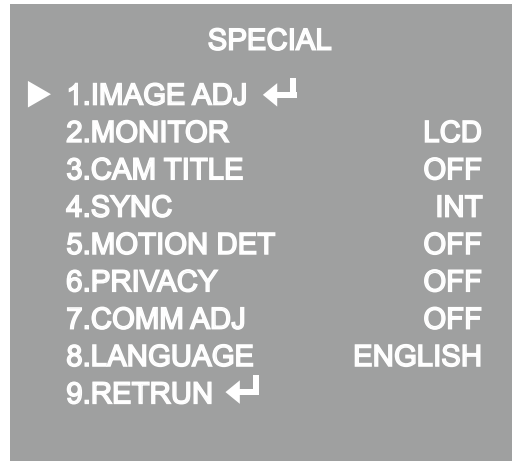 SPECIAL
▶ 1.IMAGE ADJ ↵
2.MONITOR LCD
3.CAM TITLE OFF
4.SYNC INT
5.MOTION DET OFF
6.PRIVACY OFF
7.COMM ADJ OFF
8.LANGUAGE ENGLISH
9.RETRUN ↵